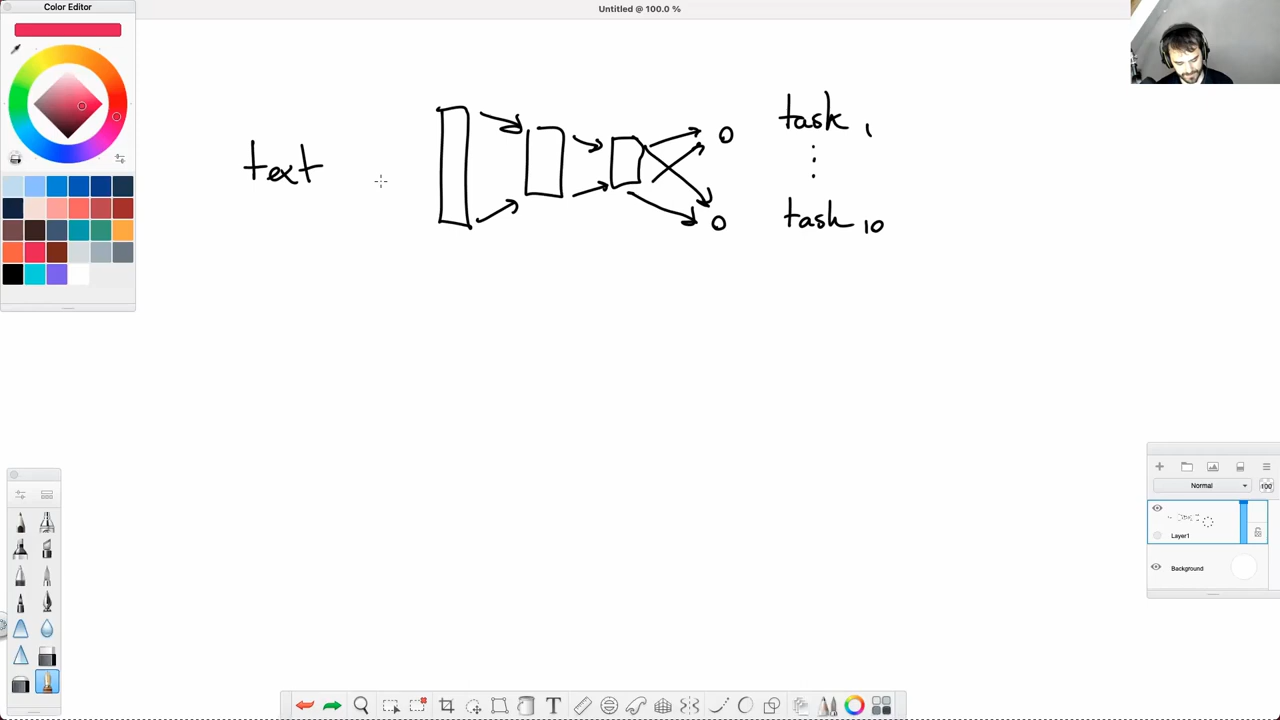 Color Editor
Untitled @ 100.0 %
text
task 1
task 10
0
0
Normal
100
Layer1
Background